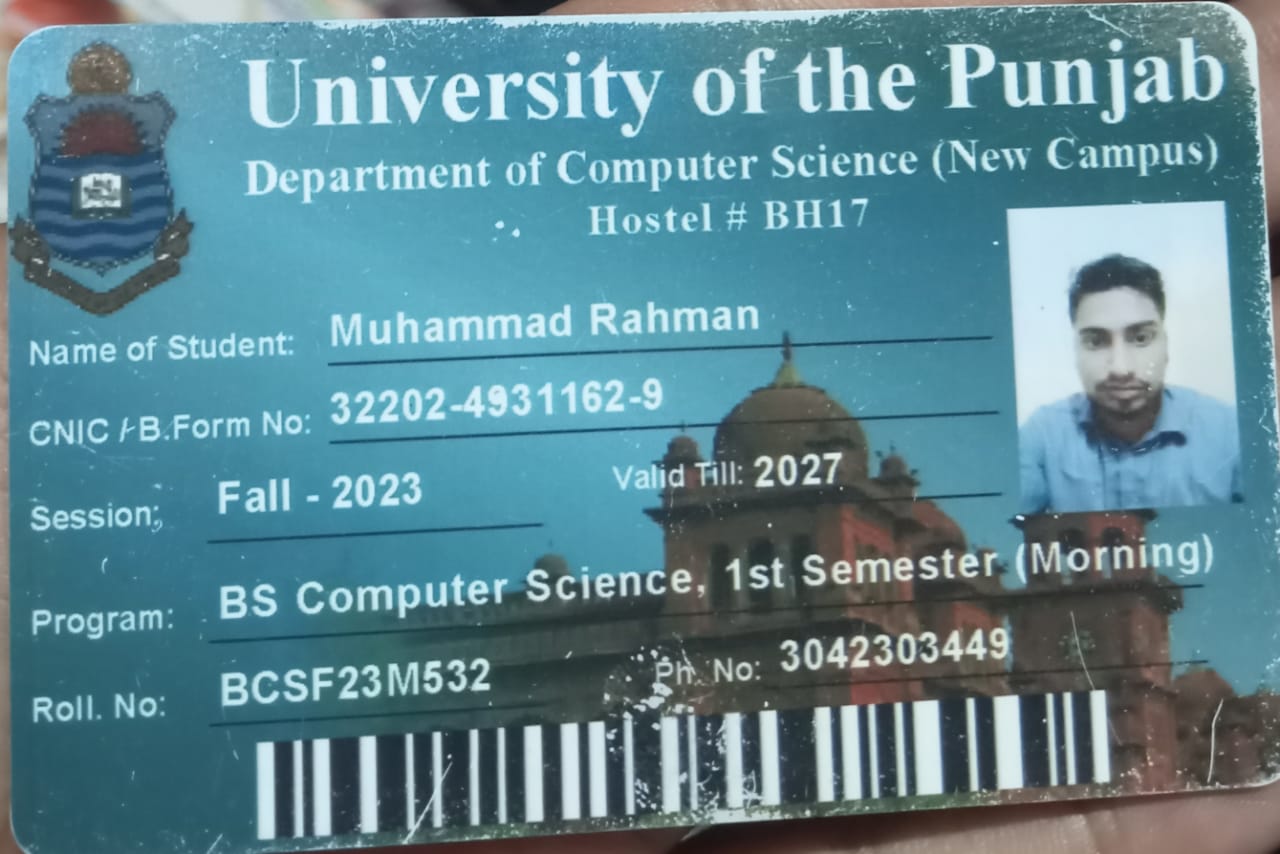 University of the Punjab
Department of Computer Science (New Campus)
Hostel # BH17
Name of Student: Muhammad Rahman
CNIC / B.Form No: 32202-4931162-9
Session: Fall - 2023 Valid Till: 2027
Program: BS Computer Science, 1st Semester (Morning)
Roll. No: BCSF23M532 Ph. No: 3042303449